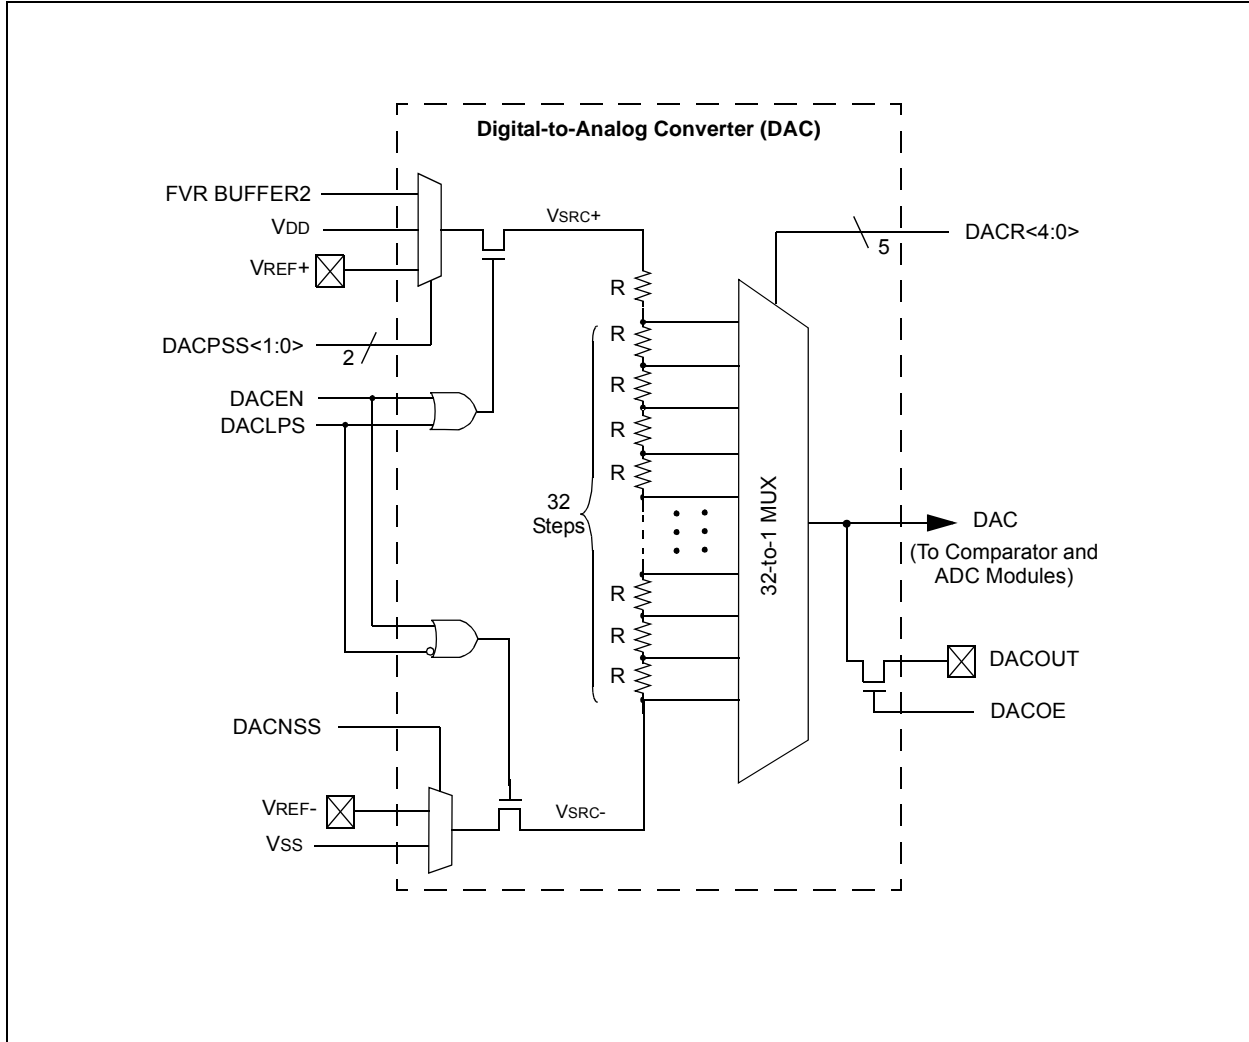 Digital-to-Analog Converter (DAC)
FVR BUFFER2
VDD
VREF+
DACPSS<1:0>
2
DACEN
DACLPS
VSRC+
R
R
R
R
R
32
Steps
R
R
R
32-to-1 MUX
5
DACR<4:0>
DAC
(To Comparator and
ADC Modules)
DACOUT
DACOE
DACNSS
VREF-
VSS
VSRC-